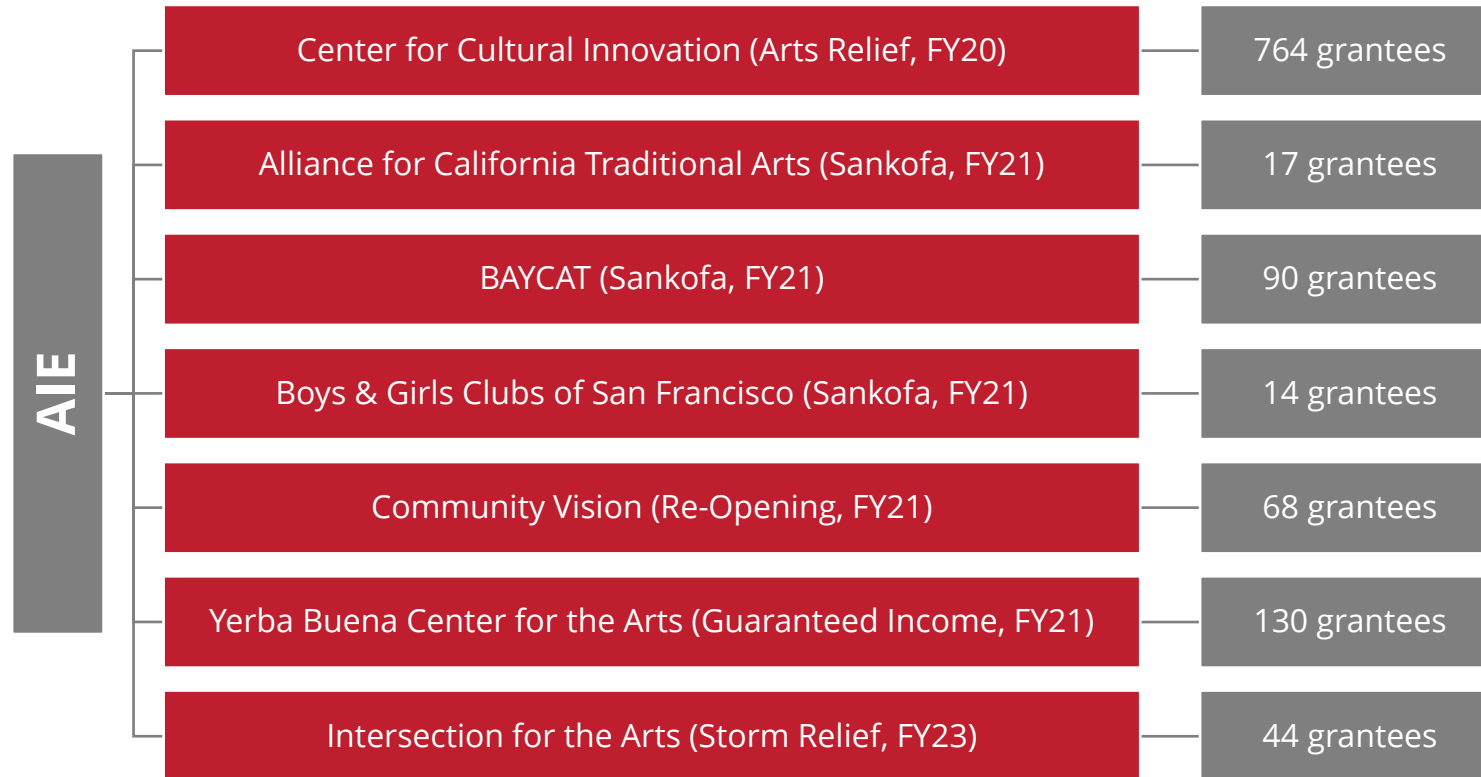 AIE
Center for Cultural Innovation (Arts Relief, FY20)
764 grantees
Alliance for California Traditional Arts (Sankofa, FY21)
17 grantees
BAYCAT (Sankofa, FY21)
90 grantees
Boys & Girls Clubs of San Francisco (Sankofa, FY21)
14 grantees
Community Vision (Re-Opening, FY21)
68 grantees
Yerba Buena Center for the Arts (Guaranteed Income, FY21)
130 grantees
Intersection for the Arts (Storm Relief, FY23)
44 grantees